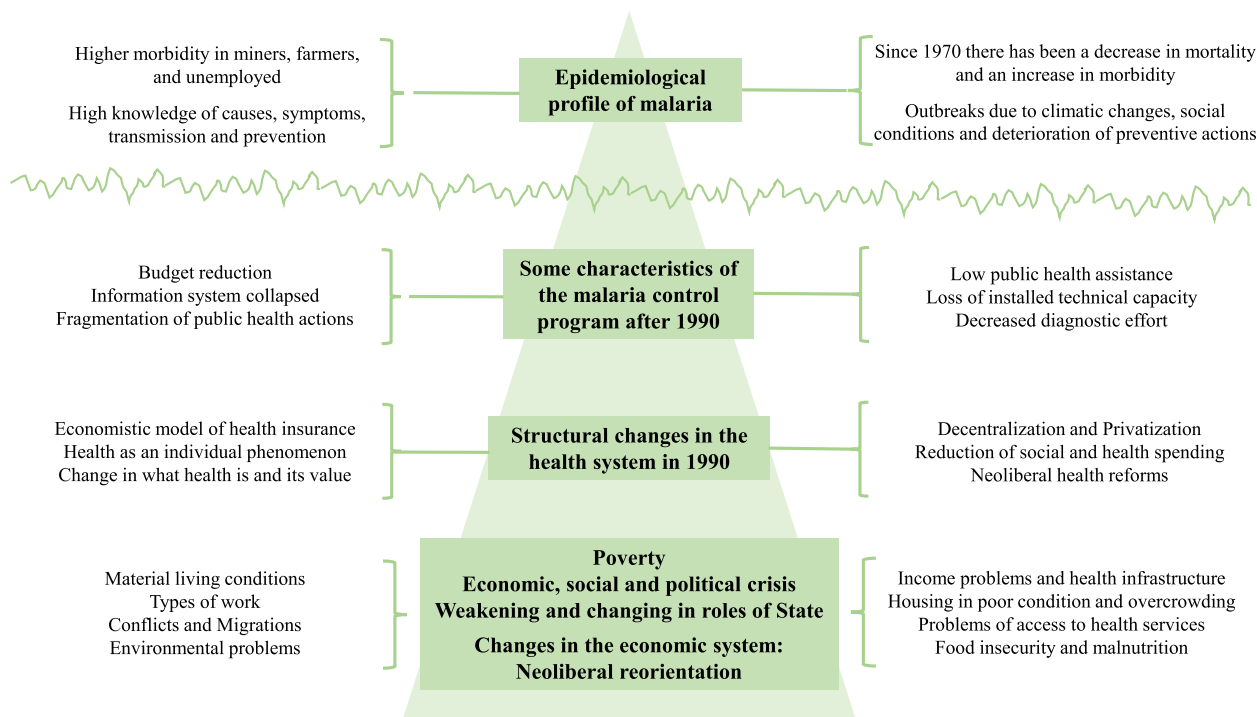 Higher morbidity in miners, farmers,
and unemployed
High knowledge of causes, symptoms,
transmission and prevention
Epidemiological
profile of malaria
Since 1970 there has been a decrease in mortality
and an increase in morbidity
Outbreaks due to climatic changes, social
conditions and deterioration of preventive actions
Budget reduction
Information system collapsed
Fragmentation of public health actions
Some characteristics of
the malaria control
program after 1990
Low public health assistance
Loss of installed technical capacity
Decreased diagnostic effort
Economistic model of health insurance
Health as an individual phenomenon
Change in what health is and its value
Structural changes in the
health system in 1990
Decentralization and Privatization
Reduction of social and health spending
Neoliberal health reforms
Material living conditions
Types of work
Conflicts and Migrations
Environmental problems
Poverty
Economic, social and political crisis
Weakening and changing in roles of State
Changes in the economic system:
Neoliberal reorientation
Income problems and health infrastructure
Housing in poor condition and overcrowding
Problems of access to health services
Food insecurity and malnutrition